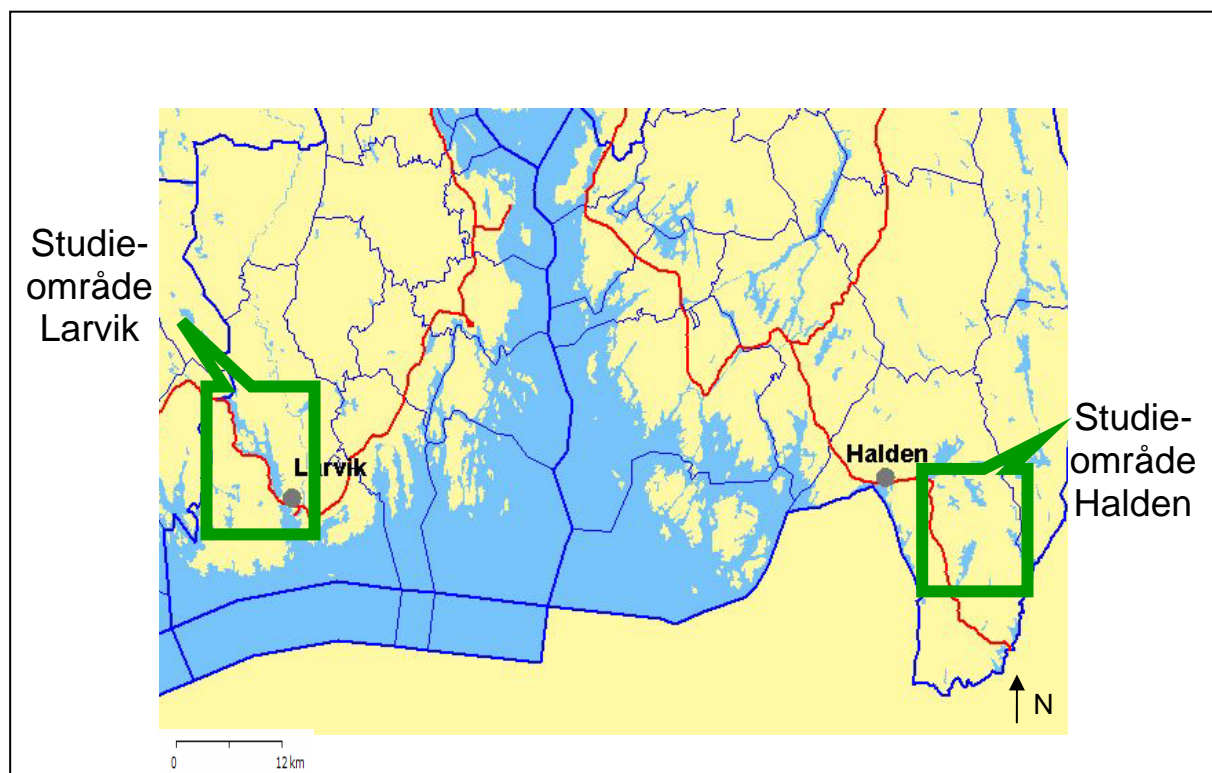 Studie-
område
Larvik
Larvik
Halden
Studie-
område
Halden
N
0 12 km